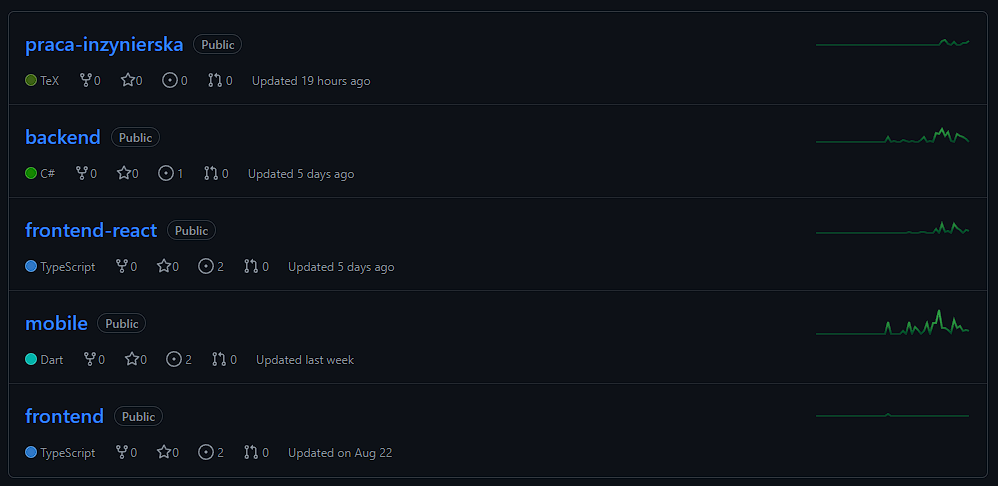 praca-inzynierska Public
TeX 0 0 0 0 Updated 19 hours ago
backend Public
C# 0 0 1 0 Updated 5 days ago
frontend-react Public
TypeScript 0 0 2 0 Updated 5 days ago
mobile Public
Dart 0 0 2 0 Updated last week
frontend Public
TypeScript 0 0 2 0 Updated on Aug 22